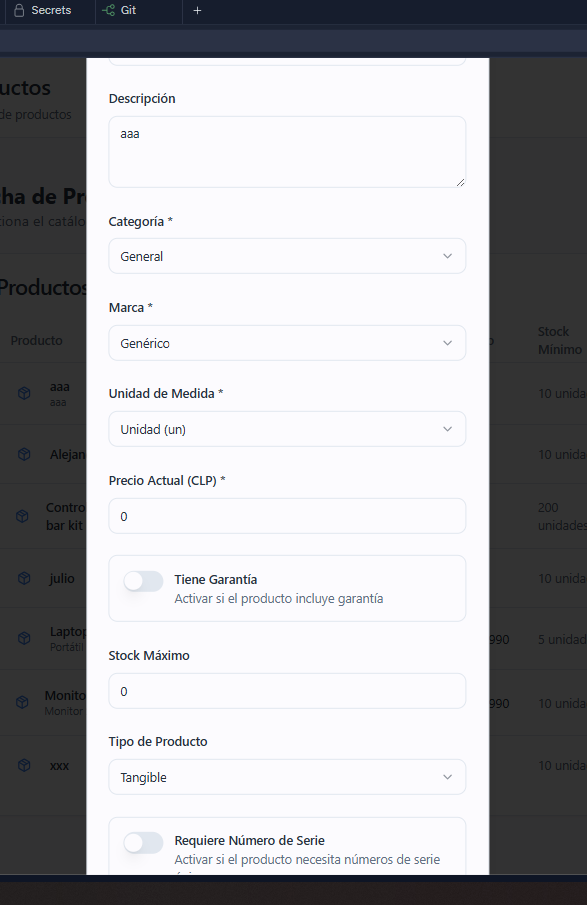 Secrets
Git
+
uctos
de productos
cha de Pr
iona el catálo
Productos
Producto
o
Stock
Mínimo
aaa
aaa
10 unida
Alejan
10 unida
Contro
bar kit
200
unidades
julio
10 unida
Laptop
Portátil
990
5 unidad
Monito
Monitor
990
10 unida
xxx
10 unida
Descripción
aaa
Categoría *
General
Marca *
Genérico
Unidad de Medida *
Unidad (un)
Precio Actual (CLP) *
0
Tiene Garantía
Activar si el producto incluye garantía
Stock Máximo
0
Tipo de Producto
Tangible
Requiere Número de Serie
Activar si el producto necesita números de serie